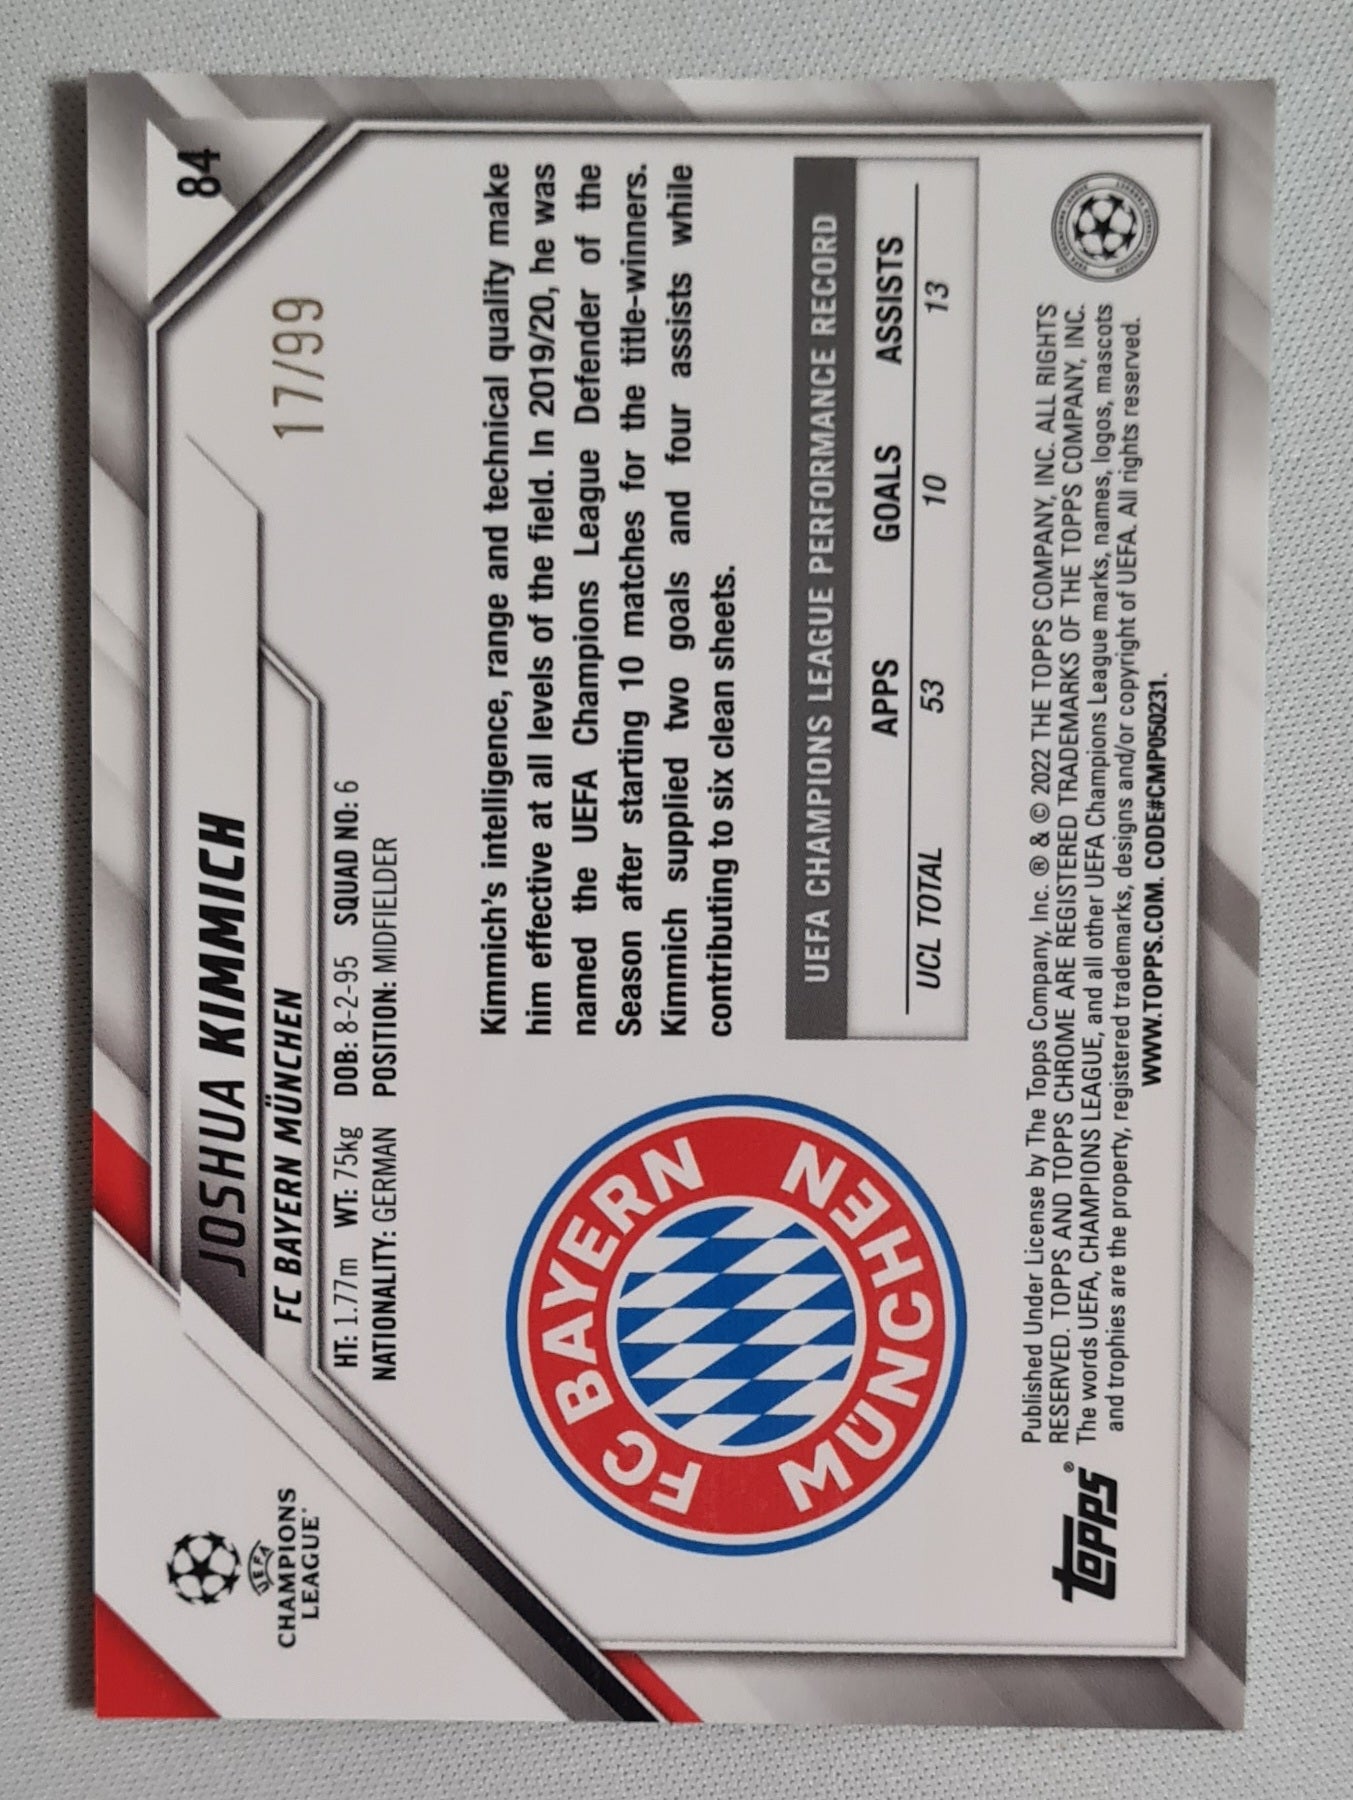 84
UEFA
CHAMPIONS
LEAGUE
JOSHUA KIMMICH
17/99
FC BAYERN MÜNCHEN
HT: 1.77m WT: 75kg DOB: 8-2-95 SQUAD NO: 6
NATIONALITY: GERMAN POSITION: MIDFIELDER
FC BAYERN
MÜNCHEN
Kimmich's intelligence, range and technical quality make
him effective at all levels of the field. In 2019/20, he was
named the UEFA Champions League Defender of the
Season after starting 10 matches for the title-winners.
Kimmich supplied two goals and four assists while
contributing to six clean sheets.
UEFA CHAMPIONS LEAGUE PERFORMANCE RECORD
APPS GOALS ASSISTS
UCL TOTAL 53 10 13
TOPPS®
Published Under License by The Topps Company, Inc. ® & © 2022 THE TOPPS COMPANY, INC. ALL RIGHTS
RESERVED. TOPPS AND TOPPS CHROME ARE REGISTERED TRADEMARKS OF THE TOPPS COMPANY, INC.
The words UEFA, CHAMPIONS LEAGUE, and all other UEFA Champions League marks, names, logos, mascots
and trophies are the property, registered trademarks, designs and/or copyright of UEFA. All rights reserved.
WWW.TOPPS.COM. CODE#CMP050231.